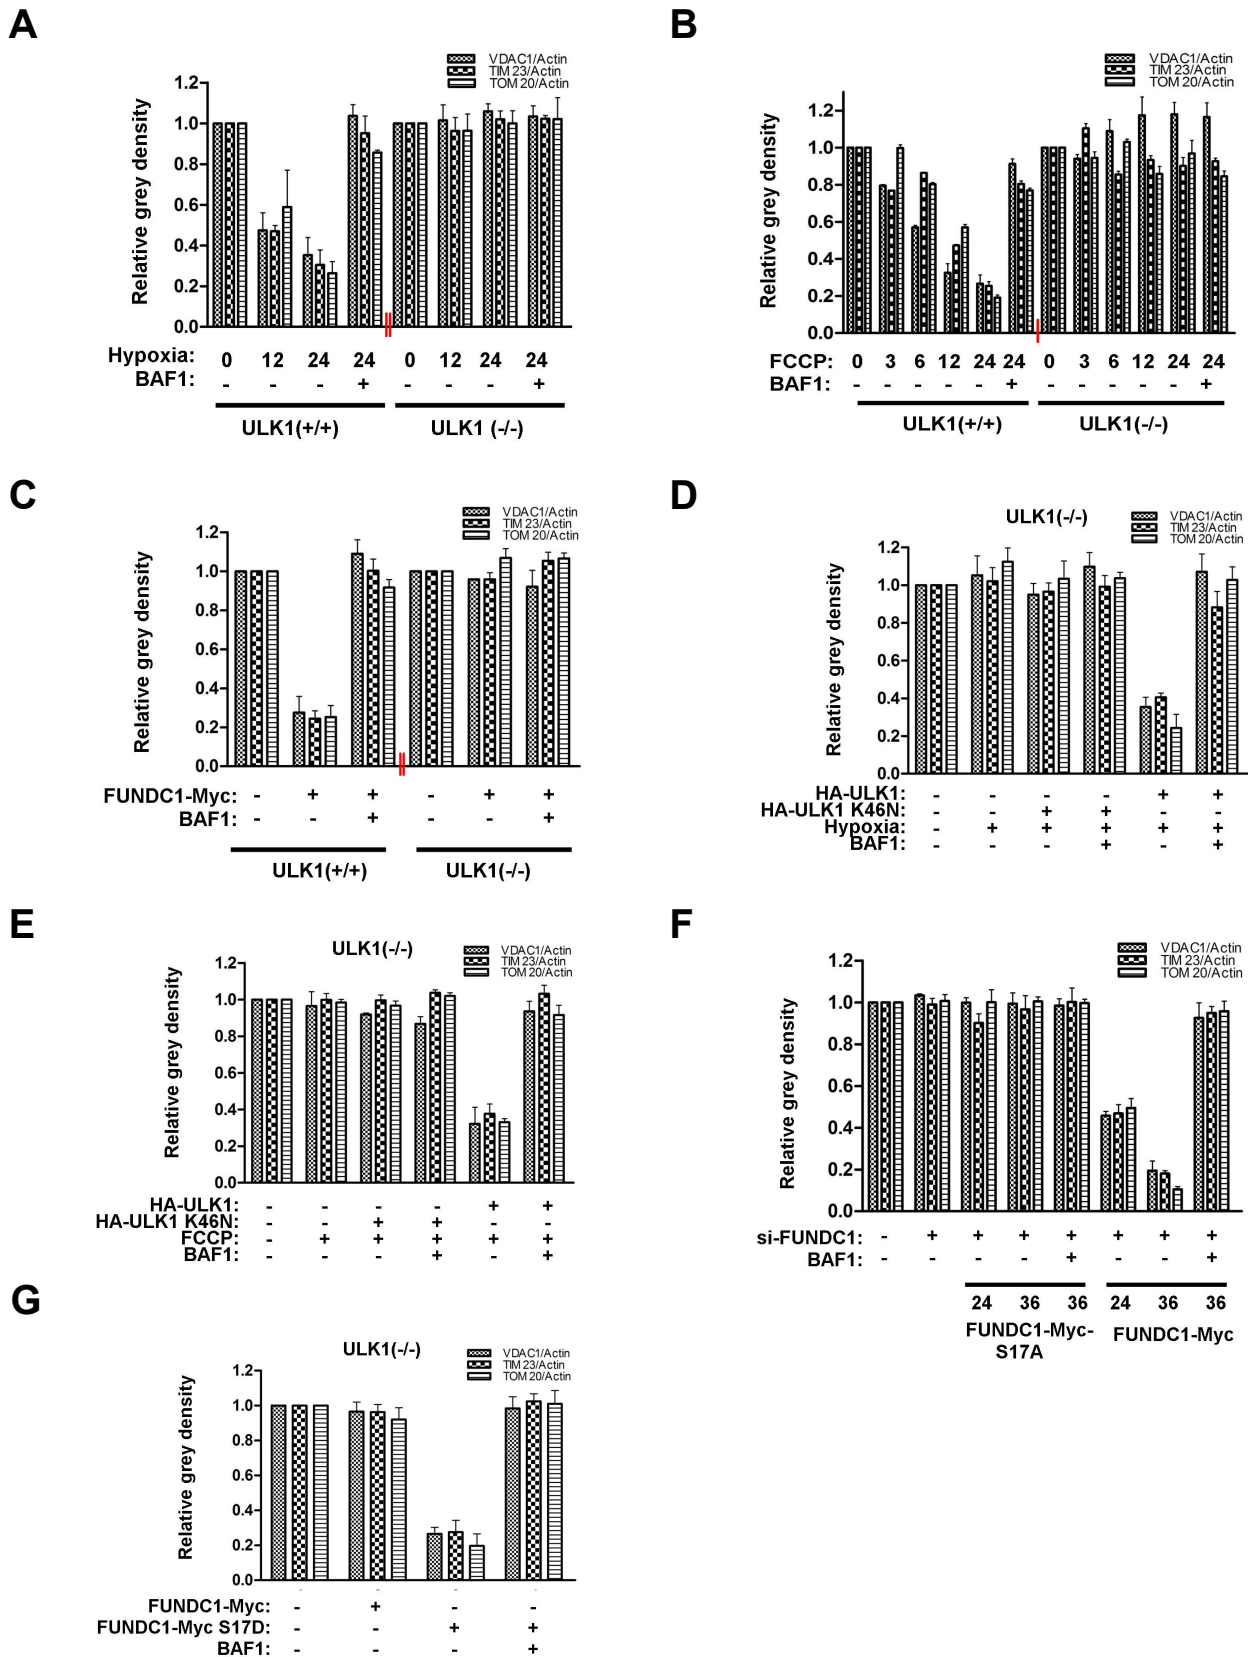 A
VDAC1/Actin
TIM 23/Actin
TOM 20/Actin
Relative grey density
1.2
1.0
0.8
0.6
0.4
0.2
0.0
Hypoxia: 0 12 24 24 0 12 24 24
BAF1: - - - + - - - +
ULK1(+/+) ULK1 (-/-)
B
VDAC1/Actin
TIM 23/Actin
TOM 20/Actin
Relative grey density
1.2
1.0
0.8
0.6
0.4
0.2
0.0
FCCP: 0 3 6 12 24 24 0 3 6 12 24 24
BAF1: - - - - - + - - - - - +
ULK1(+/+) ULK1(-/-)
C
VDAC1/Actin
TIM 23/Actin
TOM 20/Actin
Relative grey density
1.2
1.0
0.8
0.6
0.4
0.2
0.0
FUNDC1-Myc: - + + - + +
BAF1: - - + - - +
ULK1(+/+) ULK1(-/-)
D
ULK1(-/-)
VDAC1/Actin
TIM 23/Actin
TOM 20/Actin
Relative grey density
1.2
1.0
0.8
0.6
0.4
0.2
0.0
HA-ULK1: - - - - + +
HA-ULK1 K46N: - - + + - -
Hypoxia: - + + + + +
BAF1: - - - + - +
E
ULK1(-/-)
VDAC1/Actin
TIM 23/Actin
TOM 20/Actin
Relative grey density
1.2
1.0
0.8
0.6
0.4
0.2
0.0
HA-ULK1: - - - - + +
HA-ULK1 K46N: - - + + - -
FCCP: - + + + + +
BAF1: - - - + - +
F
VDAC1/Actin
TIM 23/Actin
TOM 20/Actin
Relative grey density
1.2
1.0
0.8
0.6
0.4
0.2
0.0
si-FUNDC1: - + + + + + + +
BAF1: - - - - + - - +
24 36 36 24 36 36
FUNDC1-Myc- FUNDC1-Myc
S17A
G
ULK1(-/-)
VDAC1/Actin
TIM 23/Actin
TOM 20/Actin
Relative grey density
1.2
1.0
0.8
0.6
0.4
0.2
0.0
FUNDC1-Myc: - + - -
FUNDC1-Myc S17D: - - + +
BAF1: - - - +